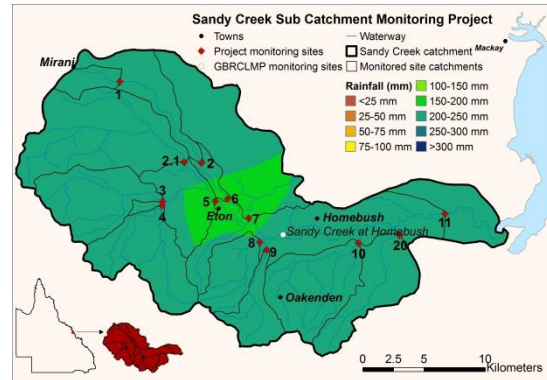 Sandy Creek Sub Catchment Monitoring Project
Towns
Waterway
Project monitoring sites
Sandy Creek catchment
Mackay
GBRCLMP monitoring sites
Monitored site catchments
Rainfall (mm)
<25 mm
25-50 mm
50-75 mm
75-100 mm
100-150 mm
150-200 mm
200-250 mm
250-300 mm
>300 mm
Mirani
1
2.1
2
3
4
5
6
Eton
7
Homebush
11
Sandy Creek at Homebush
8
9
10
20
Oakenden
0 2.5 5 10
Kilometers